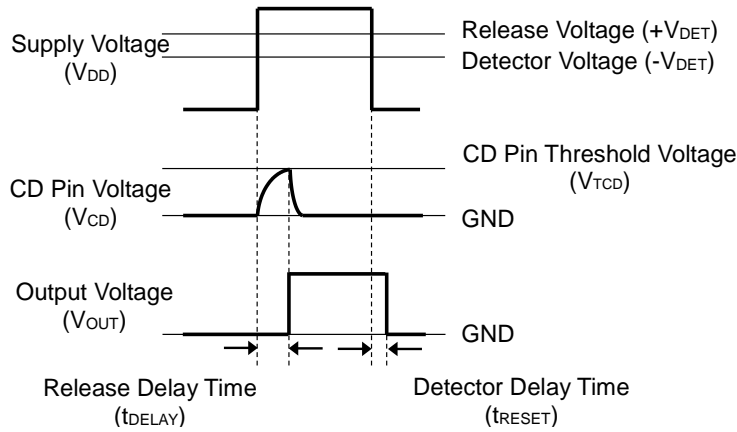 Supply Voltage
(VDD)
Release Voltage (+VDET)
Detector Voltage (-VDET)
CD Pin Threshold Voltage
(VTCD)
CD Pin Voltage
(VCD)
GND
Output Voltage
(VOUT)
GND
Release Delay Time
(tDELAY)
Detector Delay Time
(tRESET)